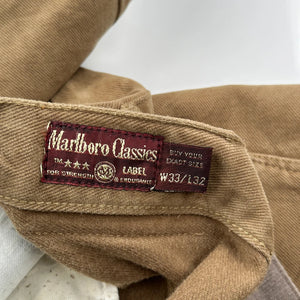 Marlboro Classics
TM ★★★ LABEL
FOR STRENGTH & ENDURANCE
BUY YOUR
EXACT SIZE
W33/L32